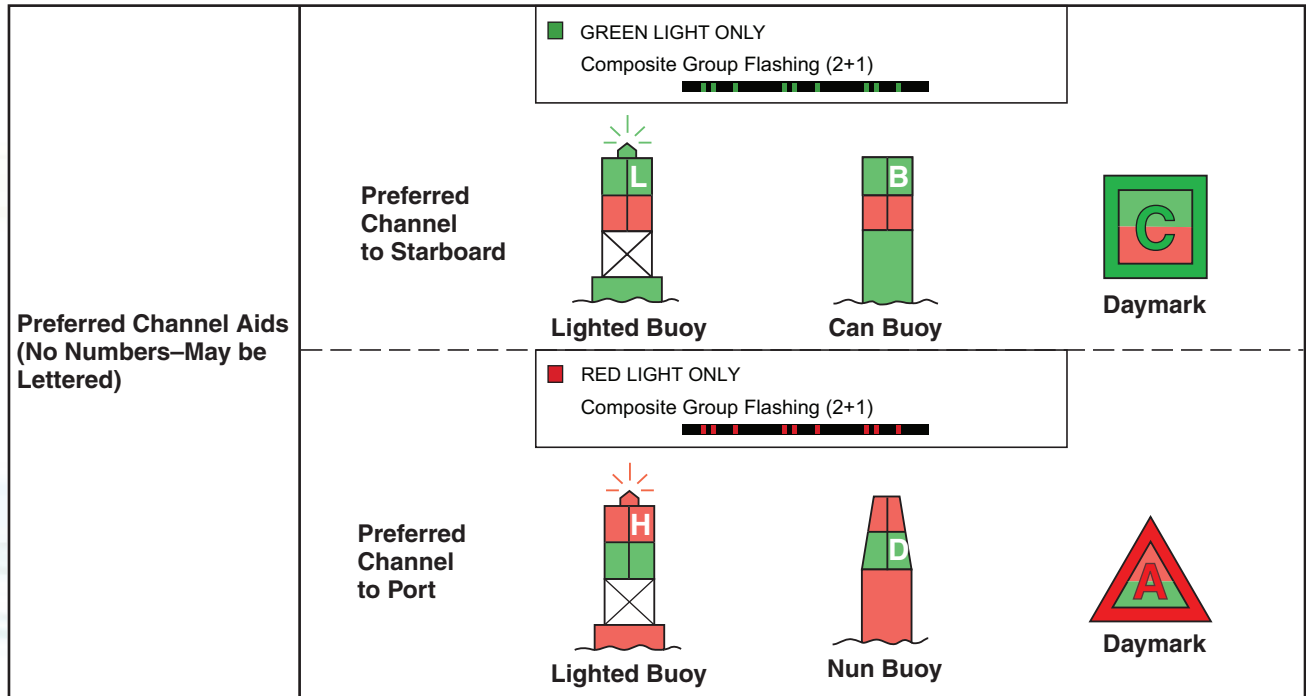 Preferred Channel Aids
(No Numbers–May be
Lettered)
GREEN LIGHT ONLY
Composite Group Flashing (2+1)
Preferred
Channel
to Starboard
L
Lighted Buoy
B
Can Buoy
C
Daymark
RED LIGHT ONLY
Composite Group Flashing (2+1)
Preferred
Channel
to Port
H
Lighted Buoy
D
Nun Buoy
A
Daymark